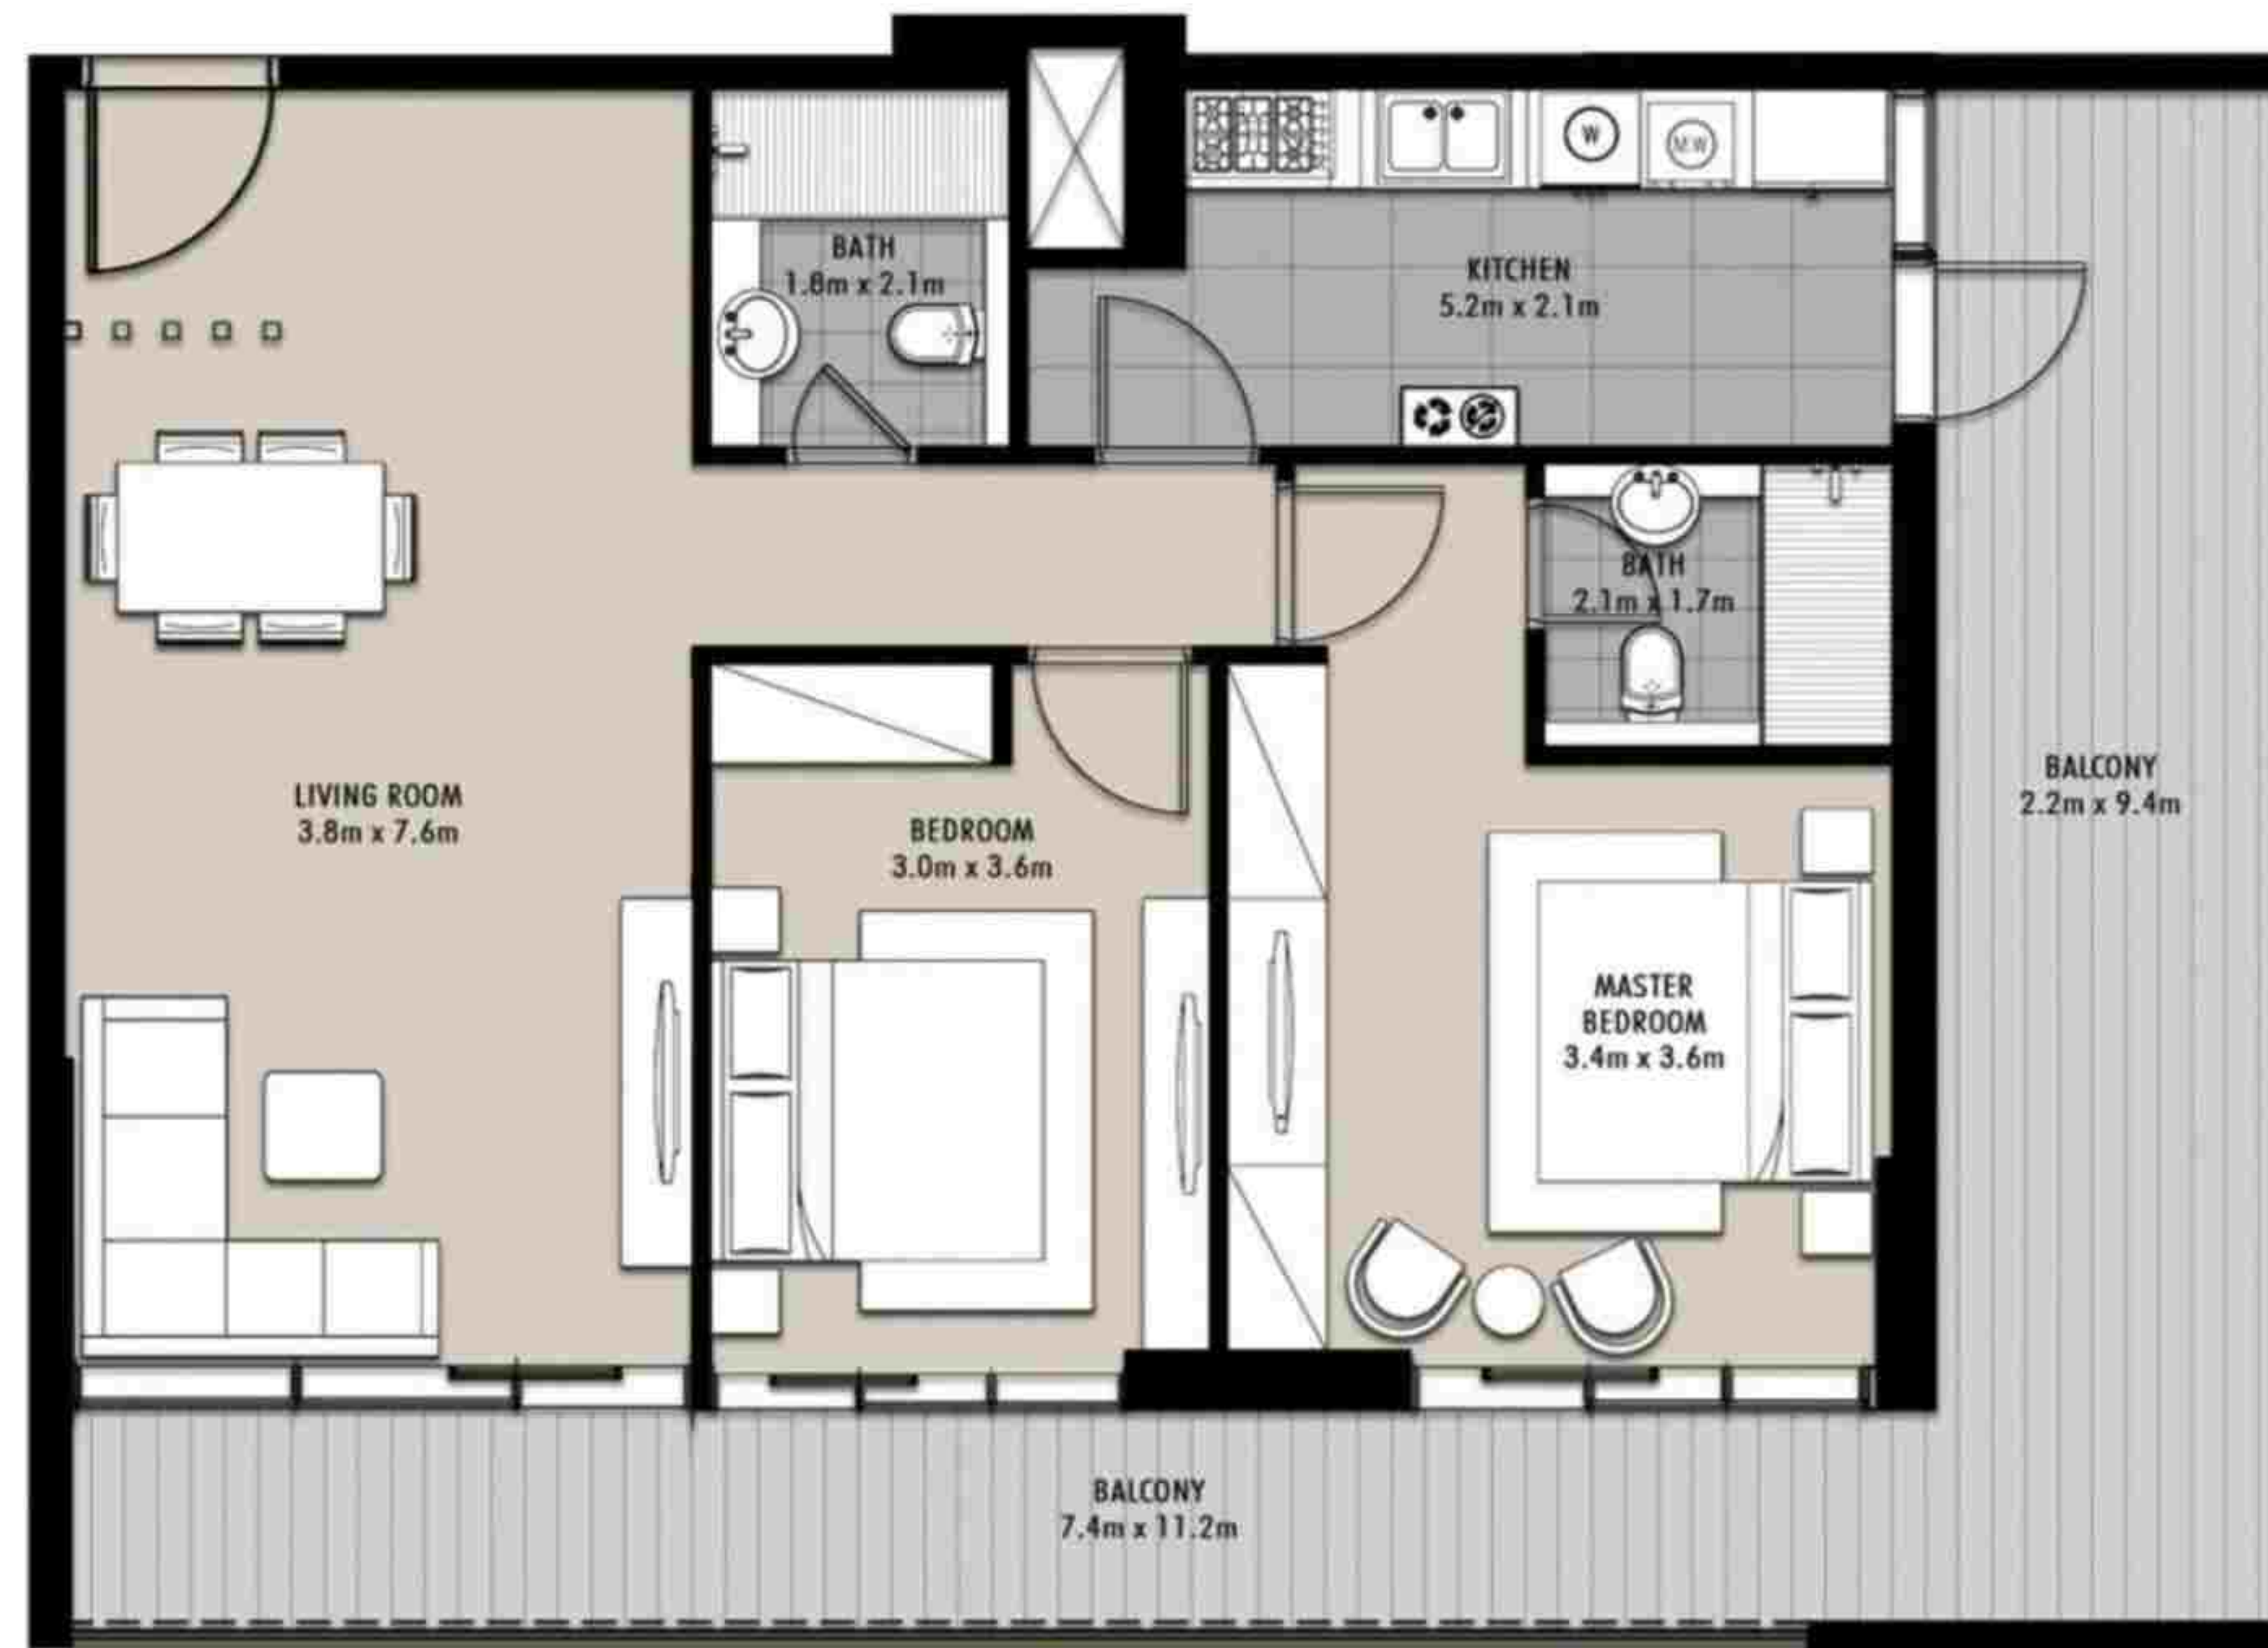 W
M.W
BATH
1.8m x 2.1m
KITCHEN
5.2m x 2.1m
BATH
2.1m x 1.7m
LIVING ROOM
3.8m x 7.6m
BEDROOM
3.0m x 3.6m
BALCONY
2.2m x 9.4m
MASTER
BEDROOM
3.4m x 3.6m
BALCONY
7.4m x 11.2m